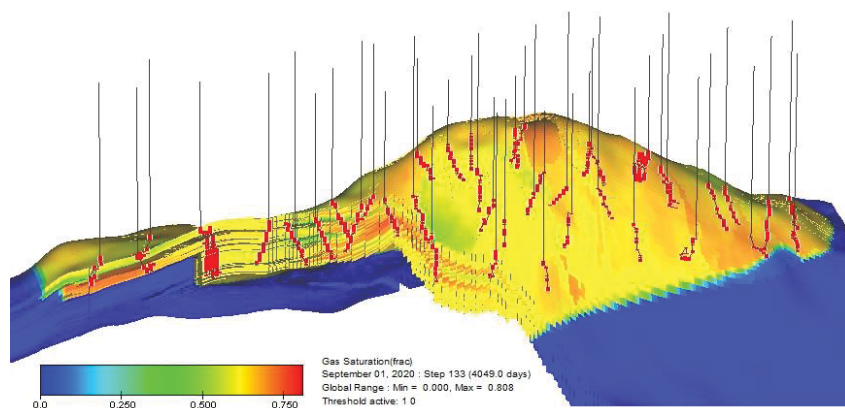 Gas Saturation(frac)
September 01, 2020 : Step 133 (4049.0 days)
Global Range : Min = 0.000, Max = 0.808
Threshold active: 1 0
0.0 0.250 0.500 0.750